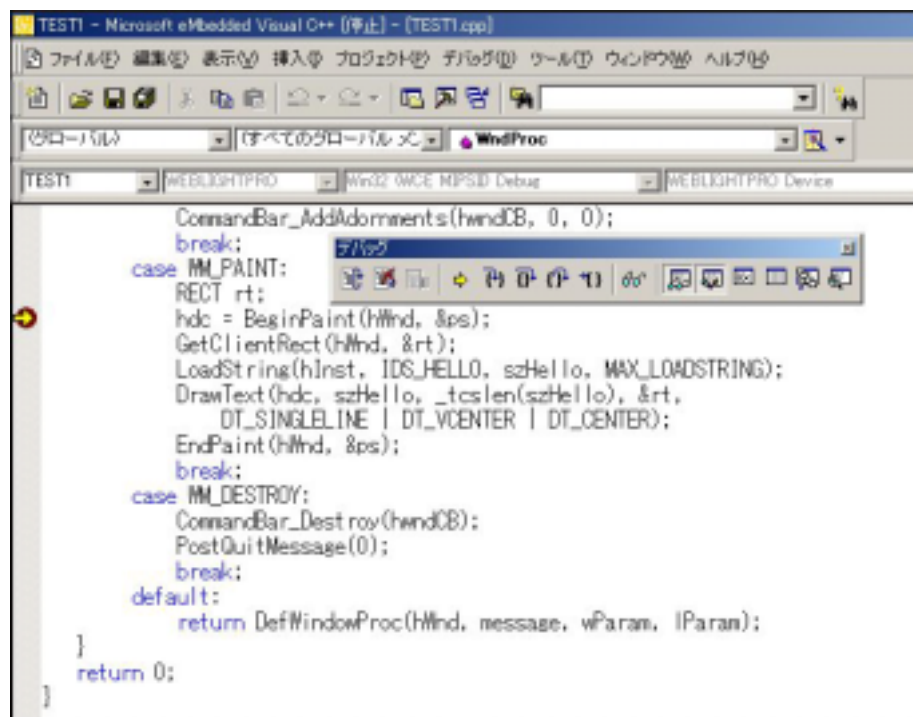 TEST1 - Microsoft eMbedded Visual C++ [停止] - [TEST1.cpp]
ファイル(F) 編集(E) 表示(V) 挿入(I) プロジェクト(P) デバッグ(D) ツール(T) ウィンドウ(W) ヘルプ(H)
(グローバル) (すべてのグローバル メン WndProc
TEST1 WEBLIGHTPRO Win32 (WCE MIPSII) Debug WEBLIGHTPRO Device
CommandBar_AddAdornments(hwndCB, 0, 0);
break;
デバッグ
case WM_PAINT:
RECT rt;
hdc = BeginPaint(hWnd, &ps);
GetClientRect(hWnd, &rt);
LoadString(hInst, IDS_HELLO, szHello, MAX_LOADSTRING);
DrawText(hdc, szHello, _tcslen(szHello), &rt,
DT_SINGLELINE | DT_VCENTER | DT_CENTER);
EndPaint(hWnd, &ps);
break;
case WM_DESTROY:
CommandBar_Destroy(hwndCB);
PostQuitMessage(0);
break;
default:
return DefWindowProc(hWnd, message, wParam, lParam);
}
return 0;
}